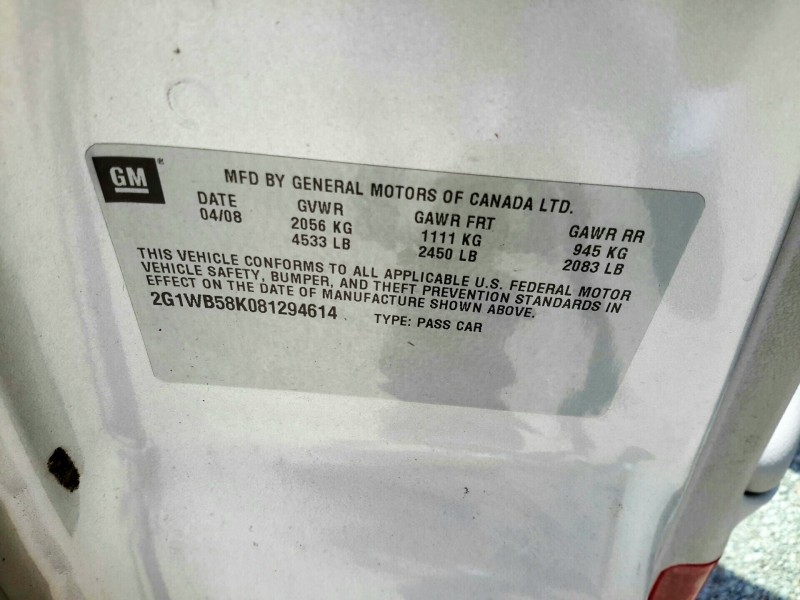 GM®
MFD BY GENERAL MOTORS OF CANADA LTD.
DATE GVWR GAWR FRT GAWR RR
04/08 2056 KG 1111 KG 945 KG
4533 LB 2450 LB 2083 LB
THIS VEHICLE CONFORMS TO ALL APPLICABLE U.S. FEDERAL MOTOR
VEHICLE SAFETY, BUMPER, AND THEFT PREVENTION STANDARDS IN
EFFECT ON THE DATE OF MANUFACTURE SHOWN ABOVE.
2G1WB58K081294614 TYPE: PASS CAR